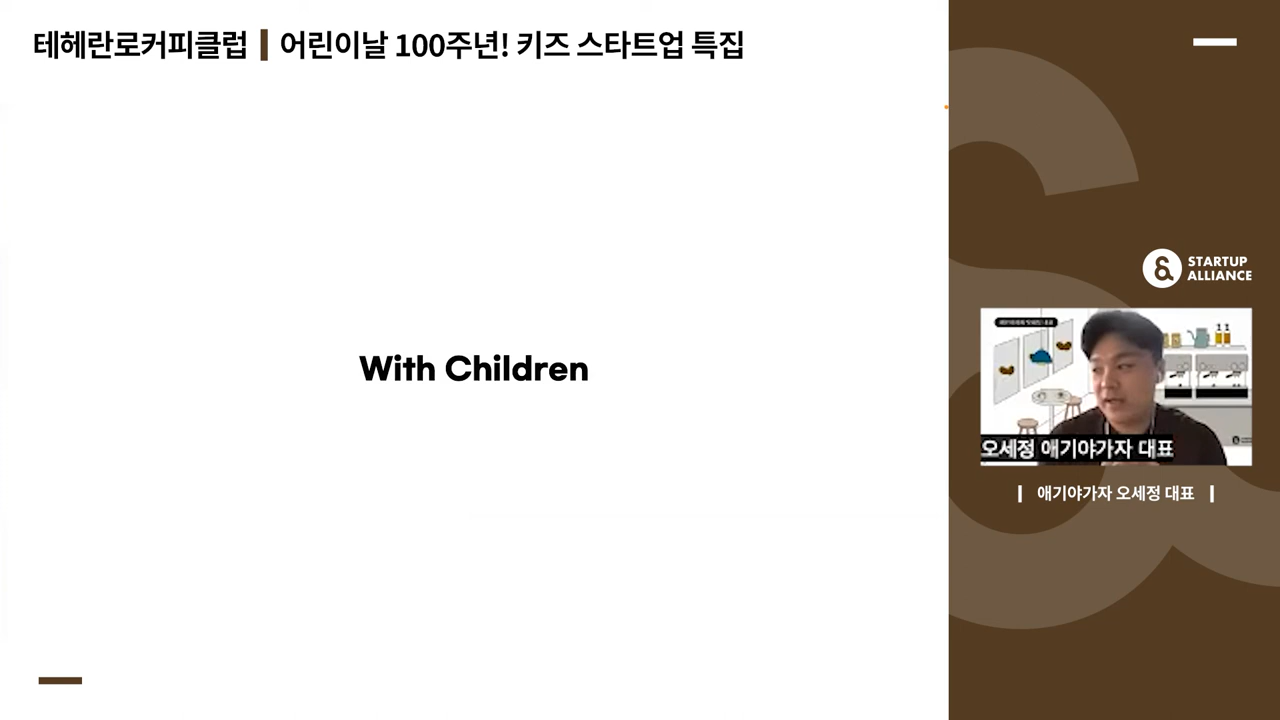 테헤란로커피클럽 어린이날 100주년! 키즈 스타트업 특집
With Children
STARTUP
ALLIANCE
오세정 애기야가자 대표
애기야가자 오세정 대표